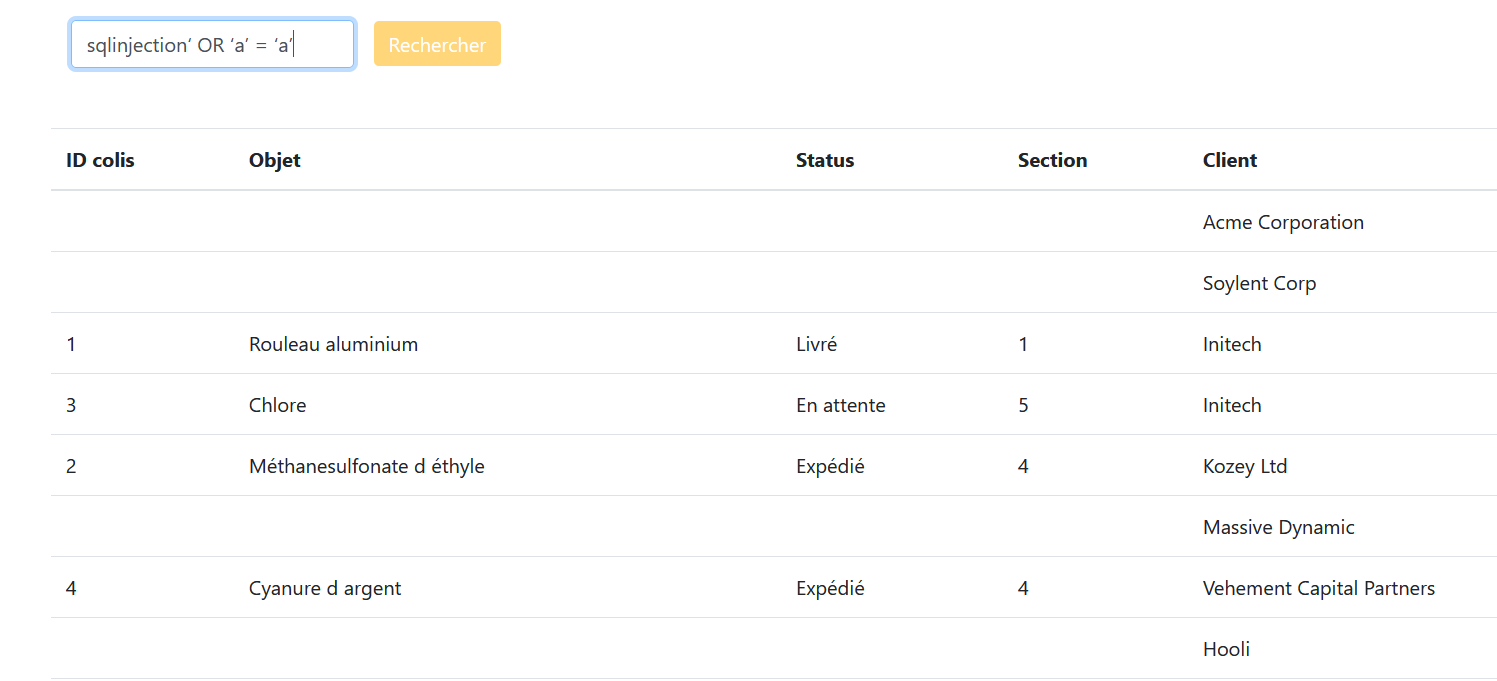 sqlinjection’ OR ‘a’ = ‘a’
Rechercher
ID colis Objet Status Section Client
Acme Corporation
Soylent Corp
1 Rouleau aluminium Livré 1 Initech
3 Chlore En attente 5 Initech
2 Méthanesulfonate d éthyle Expédié 4 Kozey Ltd
Massive Dynamic
4 Cyanure d argent Expédié 4 Vehement Capital Partners
Hooli